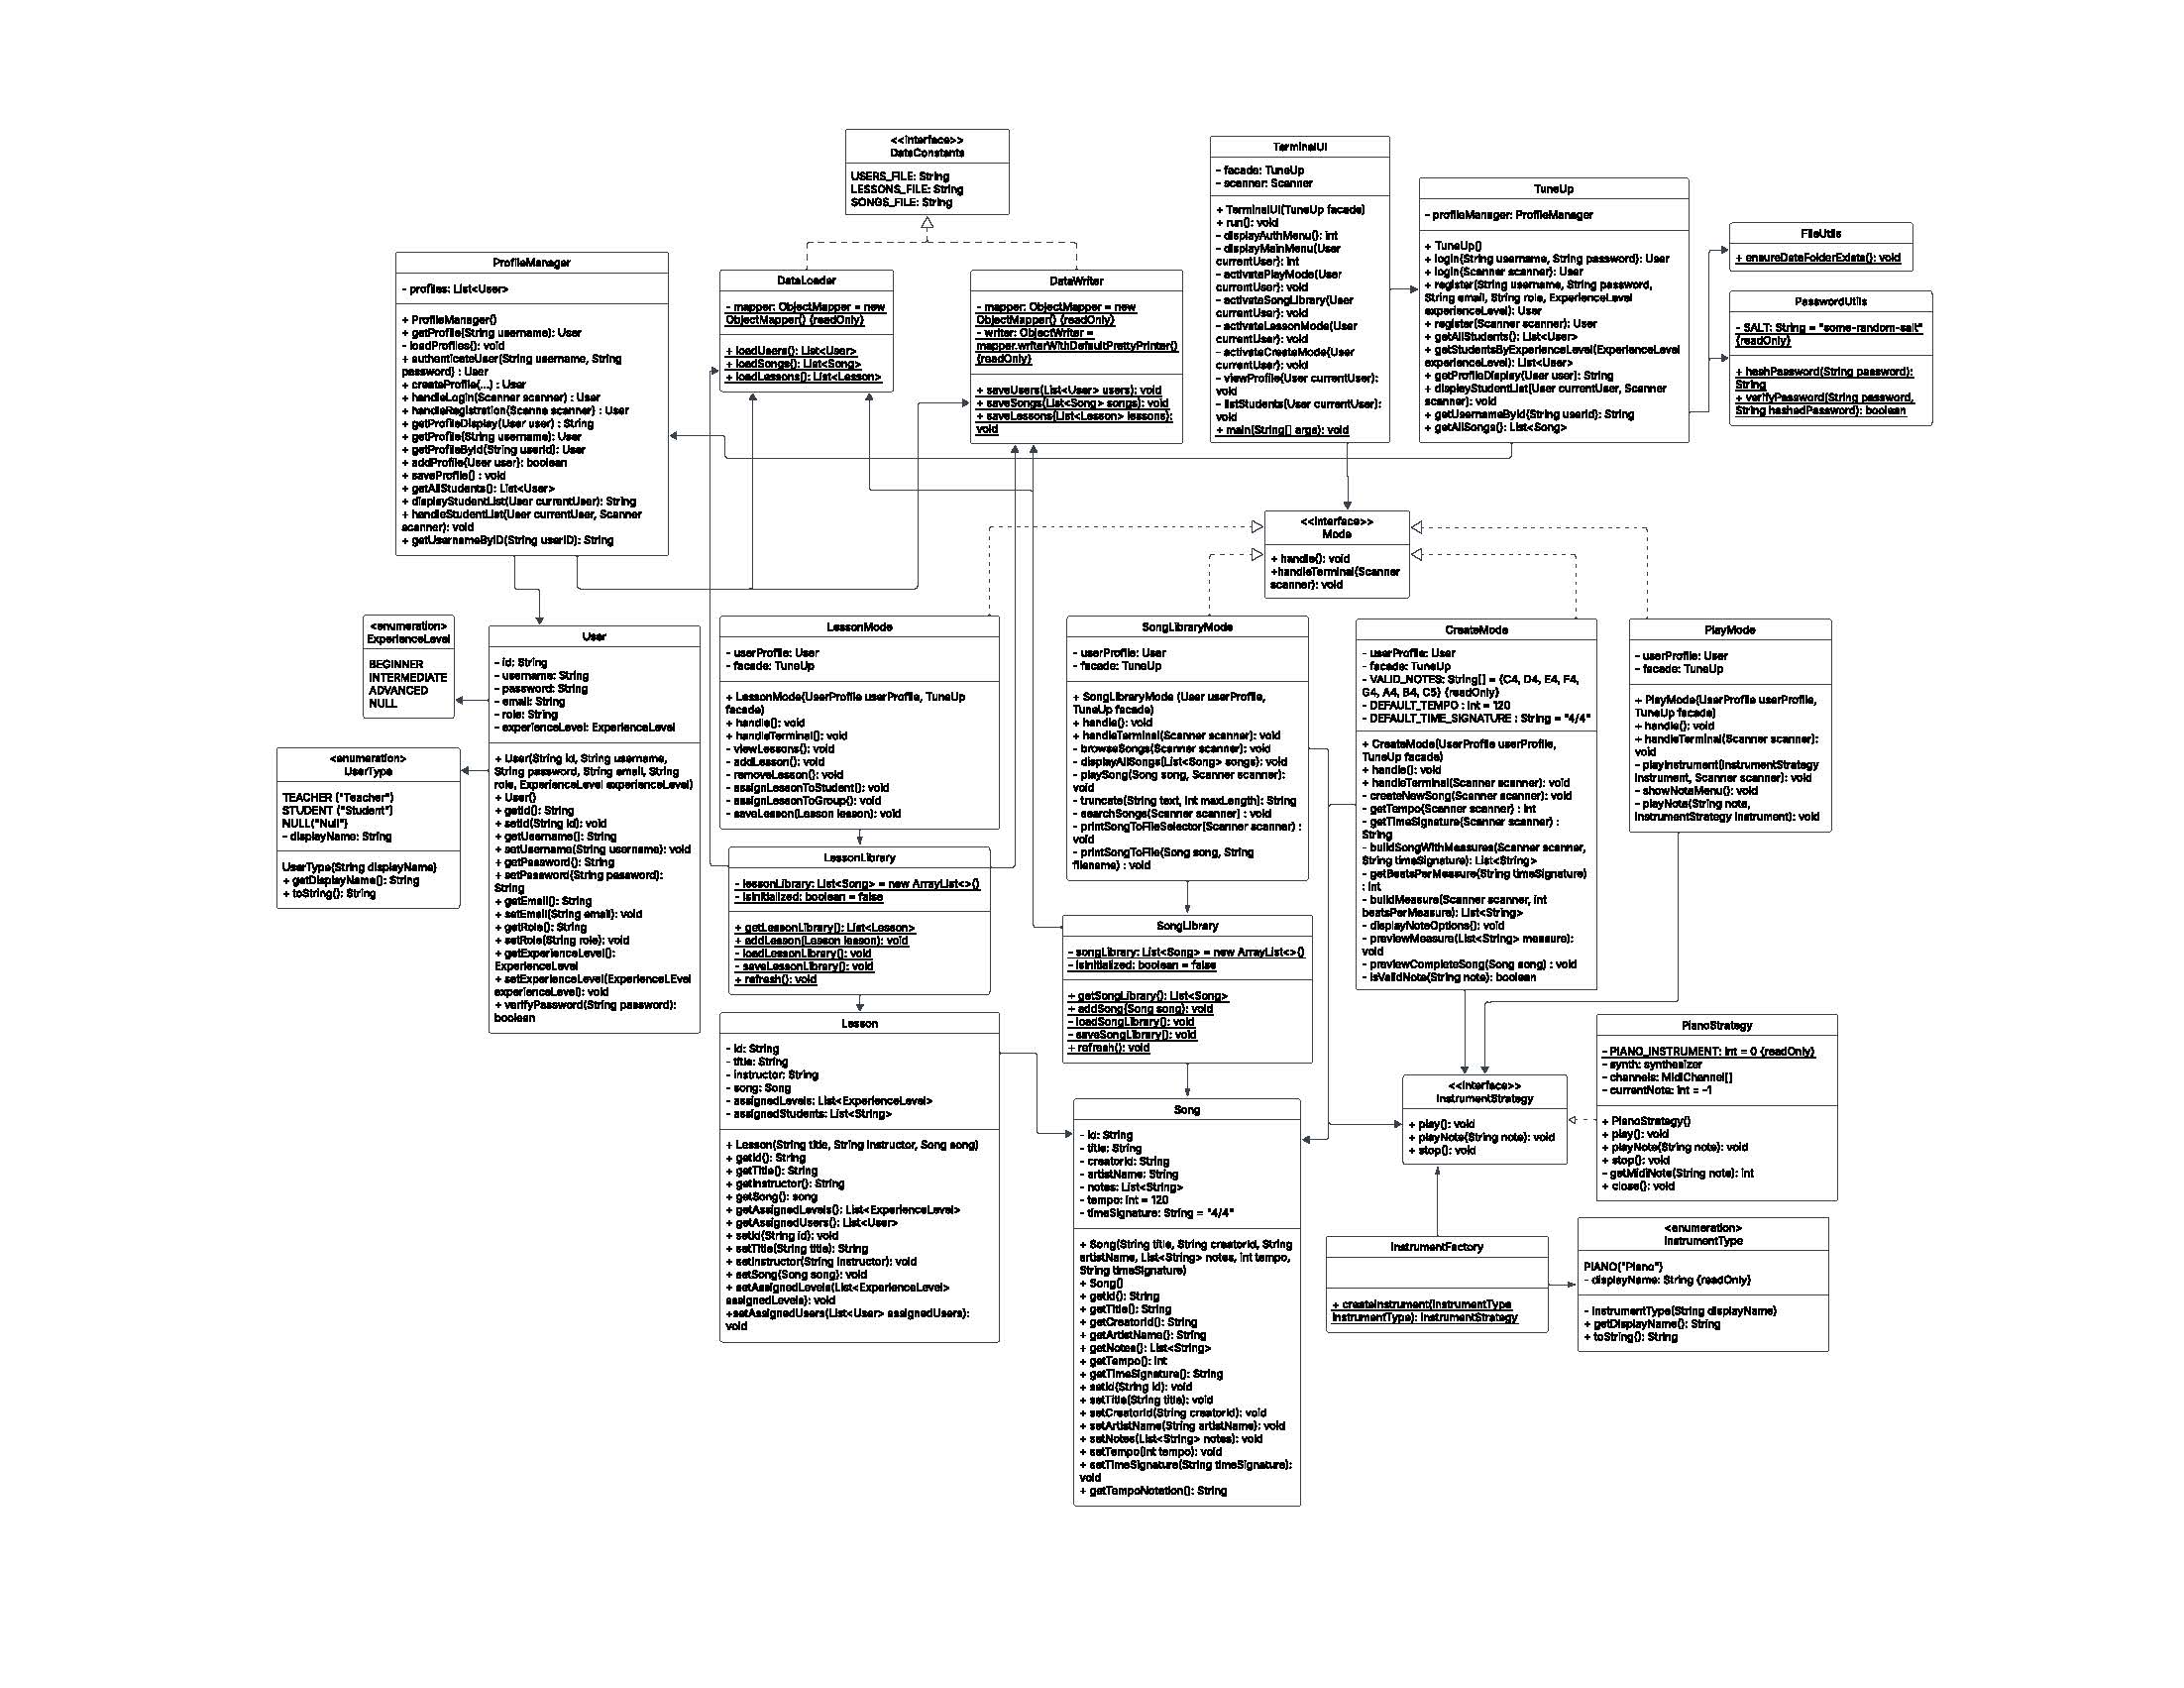 <<interface>>
DataConstants
USERS_FILE: String
LESSONS_FILE: String
SONGS_FILE: String
TerminalUI
- facade: TuneUp
- scanner: Scanner
+ TerminalUI(TuneUp facade)
+ run(): void
- displayAuthMenu(): int
- displayMainMenu(User
currentUser): int
- activatePlayMode(User
currentUser): void
- activateSongLibrary(User
currentUser): void
- activateLessonMode(User
currentUser): void
- activateCreateMode(User
currentUser): void
- viewProfile(User currentUser):
void
- listStudents(User currentUser):
void
+ main(String[] args): void
TuneUp
- profileManager: ProfileManager
+ TuneUp()
+ login(String username, String password): User
+ login(Scanner scanner): User
+ register(String username, String password,
String email, String role, ExperienceLevel
experienceLevel): User
+ register(Scanner scanner): User
+ getAllStudents(): List<User>
+ getStudentsByExperienceLevel(ExperienceLevel
experienceLevel): List<User>
+ getProfileDisplay(User user): String
+ displayStudentList(User currentUser, Scanner
scanner): void
+ getUsernameById(String userId): String
+ getAllSongs(): List<Song>
FileUtils
+ ensureDataFolderExists(): void
PasswordUtils
- SALT: String = "some-random-salt"
{readOnly}
+ hashPassword(String password):
String
+ verifyPassword(String password,
String hashedPassword): boolean
ProfileManager
- profiles: List<User>
+ ProfileManager()
+ getProfile(String username): User
- loadProfiles(): void
+ authenticateUser(String username, String
password) : User
+ createProfile(...) : User
+ handleLogin(Scanner scanner) : User
+ handleRegistration(Scanne scanner) : User
+ getProfileDisplay(User user) : String
+ getProfile(String username): User
+ getProfileById(String userId): User
+ addProfile(User user): boolean
+ saveProfile() : void
+ getAllStudents(): List<User>
+ displayStudentList(User currentUser): String
+ handleStudentList(User currentUser, Scanner
scanner): void
+ getUsernameByID(String userID): String
DataLoader
- mapper: ObjectMapper = new
ObjectMapper() {readOnly}
+ loadUsers(): List<User>
+ loadSongs(): List<Song>
+ loadLessons(): List<Lesson>
DataWriter
- mapper: ObjectMapper = new
ObjectMapper() {readOnly}
- writer: ObjectWriter =
mapper.writerWithDefaultPrettyPrinter()
{readOnly}
+ saveUsers(List<User> users): void
+ saveSongs(List<Song> songs): void
+ saveLessons(List<Lesson> lessons):
void
<<interface>>
Mode
+ handle(): void
+handleTerminal(Scanner
scanner): void
<enumeration>
ExperienceLevel
BEGINNER
INTERMEDIATE
ADVANCED
NULL
<enumeration>
UserType
TEACHER ("Teacher")
STUDENT ("Student")
NULL("Null")
- displayName: String
UserType(String displayName)
+ getDisplayName(): String
+ toString(): String
User
- id: String
- username: String
- password: String
- email: String
- role: String
- experienceLevel: ExperienceLevel
+ User(String id, String username,
String password, String email, String
role, ExperienceLevel experienceLevel)
+ User()
+ getId(): String
+ setId(String id): void
+ getUsername(): String
+ setUsername(String username): void
+ getPassword(): String
+ setPassword(String password):
String
+ getEmail(): String
+ setEmail(String email): void
+ getRole(): String
+ setRole(String role): void
+ getExperienceLevel():
ExperienceLevel
+ setExperienceLevel(ExperienceLEvel
experienceLevel): void
+ verifyPassword(String password):
boolean
LessonMode
- userProfile: User
- facade: TuneUp
+ LessonMode(UserProfile userProfile, TuneUp
facade)
+ handle(): void
+ handleTerminal(): void
- viewLessons(): void
- addLesson(): void
- removeLesson(): void
- assignLessonToStudent(): void
- assignLessonToGroup(): void
- saveLesson(Lesson lesson): void
LessonLibrary
- lessonLibrary: List<Song> = new ArrayList<>()
- isInitialized: boolean = false
+ getLessonLibrary(): List<Lesson>
+ addLesson(Lesson lesson): void
- loadLessonLibrary(): void
- saveLessonLibrary(): void
+ refresh(): void
Lesson
- id: String
- title: String
- instructor: String
- song: Song
- assignedLevels: List<ExperienceLevel>
- assignedStudents: List<String>
+ Lesson(String title, String instructor, Song song)
+ getId(): String
+ getTitle(): String
+ getInstructor(): String
+ getSong(): song
+ getAssignedLevels(): List<ExperienceLevel>
+ getAssignedUsers(): List<User>
+ setId(String id): void
+ setTitle(String title): String
+ setInstructor(String instructor): void
+ setSong(Song song): void
+ setAssignedLevels(List<ExperienceLevel>
assignedLevels): void
+setAssignedUsers(List<User> assignedUsers):
void
SongLibraryMode
- userProfile: User
- facade: TuneUp
+ SongLibraryMode (User userProfile,
TuneUp facade)
+ handle(): void
+ handleTerminal(Scanner scanner): void
- browseSongs(Scanner scanner): void
- displayAllSongs(List<Song> songs): void
- playSong(Song song, Scanner scanner):
void
- truncate(String text, int maxLength): String
- searchSongs(Scanner scanner) : void
- printSongToFileSelector(Scanner scanner) :
void
- printSongToFile(Song song, String
filename) : void
SongLibrary
- songLibrary: List<Song> = new ArrayList<>()
- isInitialized: boolean = false
+ getSongLibrary(): List<Song>
+ addSong(Song song): void
- loadSongLibrary(): void
- saveSongLibrary(): void
+ refresh(): void
Song
- id: String
- title: String
- creatorId: String
- artistName: String
- notes: List<String>
- tempo: int = 120
- timeSignature: String = "4/4"
+ Song(String title, String creatorId, String
artistName, List<String> notes, int tempo,
String timeSignature)
+ Song()
+ getId(): String
+ getTitle(): String
+ getCreatorId(): String
+ getArtistName(): String
+ getNotes(): List<String>
+ getTempo(): int
+ getTimeSignature(): String
+ setId(String id): void
+ setTitle(String title): void
+ setCreatorId(String creatorId): void
+ setArtistName(String artistName): void
+ setNotes(List<String> notes): void
+ setTempo(int tempo): void
+ setTimeSignature(String timeSignature):
void
+ getTempoNotation(): String
CreateMode
- userProfile: User
- facade: TuneUp
- VALID_NOTES: String[] = {C4, D4, E4, F4,
G4, A4, B4, C5} {readOnly}
- DEFAULT_TEMPO : int = 120
- DEFAULT_TIME_SIGNATURE : String = "4/4"
+ CreateMode(UserProfile userProfile,
TuneUp facade)
+ handle(): void
+ handleTerminal(Scanner scanner): void
- createNewSong(Scanner scanner): void
- getTempo(Scanner scanner) : int
- getTimeSignature(Scanner scanner) :
String
- buildSongWithMeasures(Scanner scanner,
String timeSignature): List<String>
- getBeatsPerMeasure(String timeSignature)
: int
- buildMeasure(Scanner scanner, int
beatsPerMeasure): List<String>
- displayNoteOptions(): void
- previewMeasure(List<String> measure):
void
- previewCompleteSong(Song song) : void
- isValidNote(String note): boolean
PlayMode
- userProfile: User
- facade: TuneUp
+ PlayMode(UserProfile userProfile,
TuneUp facade)
+ handle(): void
+ handleTerminal(Scanner scanner):
void
- playInstrument(InstrumentStrategy
instrument, Scanner scanner): void
- showNoteMenu(): void
- playNote(String note,
InstrumentStrategy instrument): void
<<interface>>
InstrumentStrategy
+ play(): void
+ playNote(String note): void
+ stop(): void
PianoStrategy
- PIANO_INSTRUMENT: int = 0 {readOnly}
- synth: synthesizer
- channels: MidiChannel[]
- currentNote: int = -1
+ PianoStrategy()
+ play(): void
+ playNote(String note): void
+ stop(): void
- getMidiNote(String note): int
+ close(): void
InstrumentFactory
+ createInstrument(InstrumentType
instrumentType): InstrumentStrategy
<enumeration>
InstrumentType
PIANO("Piano")
- displayName: String {readOnly}
- InstrumentType(String displayName)
+ getDisplayName(): String
+ toString(): String